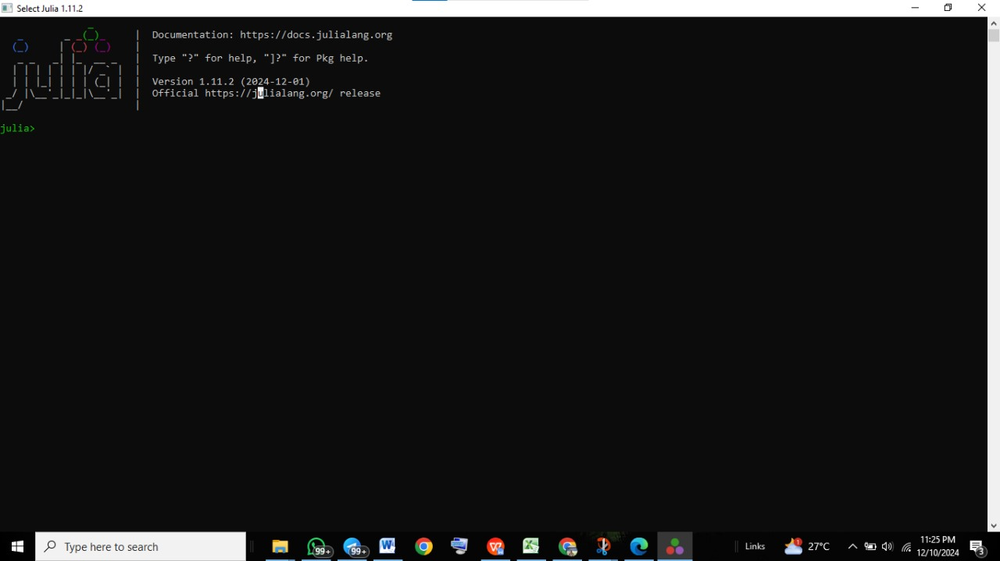 Select Julia 1.11.2
Documentation: https://docs.julialang.org
Type "?" for help, "]?" for Pkg help.
Version 1.11.2 (2024-12-01)
Official https://julialang.org/ release
julia
julia>
Type here to search
99+
99+
Links
1
27°C
11:25 PM
12/10/2024
3